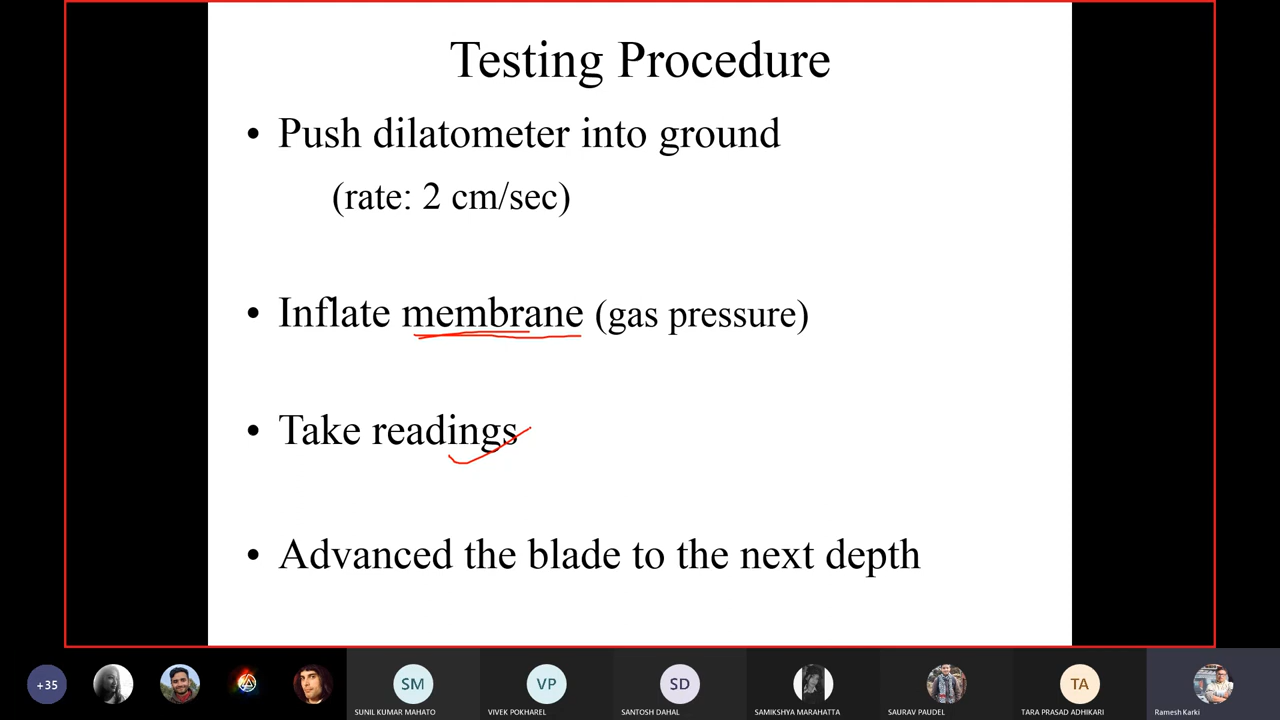 Testing Procedure
• Push dilatometer into ground
(rate: 2 cm/sec)
• Inflate membrane (gas pressure)
• Take readings
• Advanced the blade to the next depth
+35
SM
VP
SD
TA
SUNIL KUMAR MAHATO
VIVEK POKHAREL
SANTOSH DAHAL
SAMIKSHYA MARAHATTA
SAURAV PAUDEL
TARA PRASAD ADHIKARI
Ramesh Karki